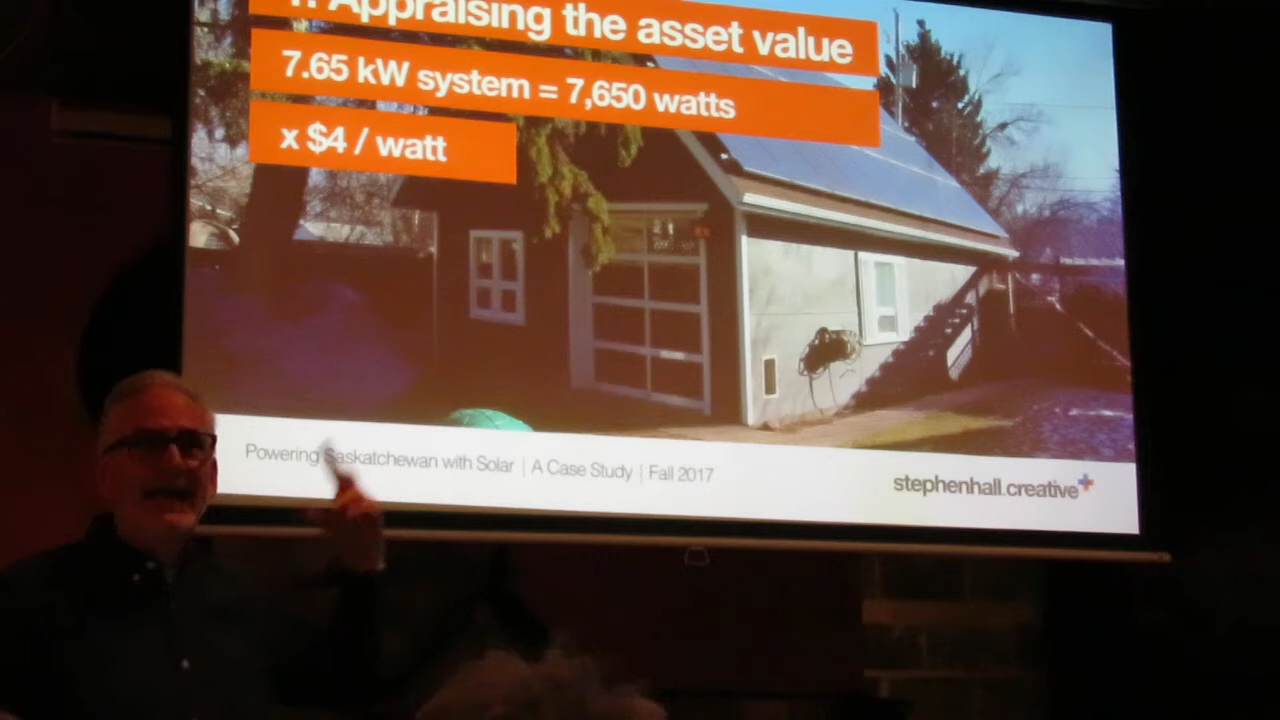 Appraising the asset value
7.65 kW system = 7,650 watts
x $4 / watt
Powering Saskatchewan with Solar | A Case Study | Fall 2017
stephenhall.creative